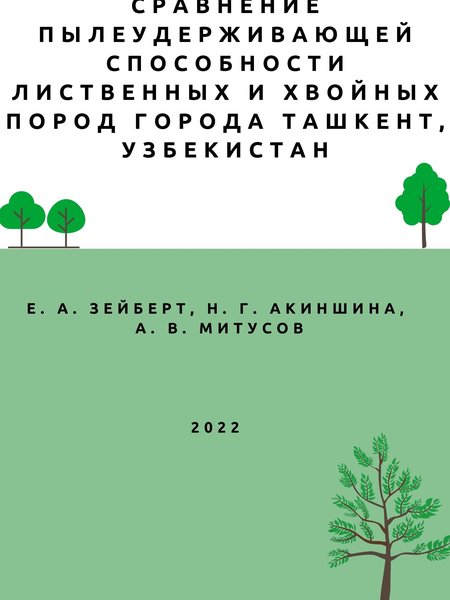 СРАВНЕНИЕ
ПЫЛЕУДЕРЖИВАЮЩЕЙ
СПОСОБНОСТИ
ЛИСТВЕННЫХ И ХВОЙНЫХ
ПОРОД ГОРОДА ТАШКЕНТ,
УЗБЕКИСТАН
Е. А. ЗЕЙБЕРТ, Н. Г. АКИНШИНА,
А. В. МИТУСОВ
2022